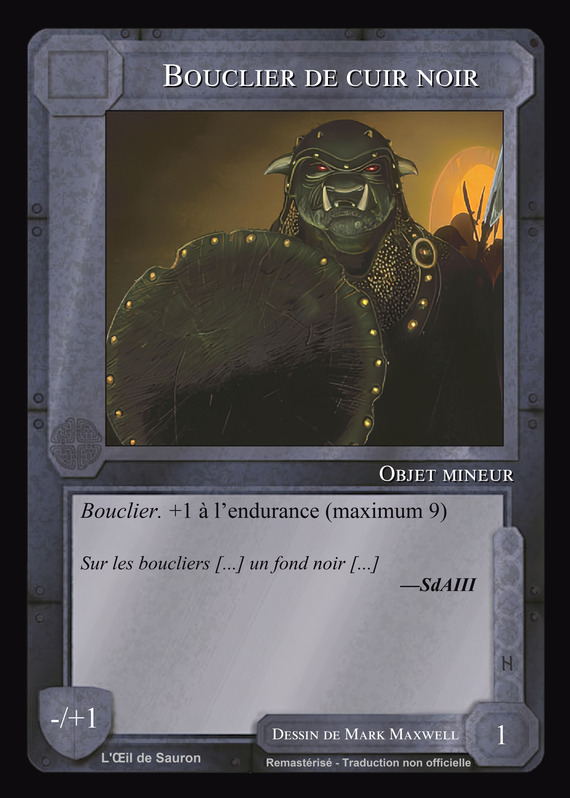 Bouclier de cuir noir
Objet mineur
Bouclier. +1 à l’endurance (maximum 9)
Sur les boucliers [...] un fond noir [...]
—SdAIII
-/+1
Dessin de Mark Maxwell
1
L'Œil de Sauron
Remastérisé - Traduction non officielle